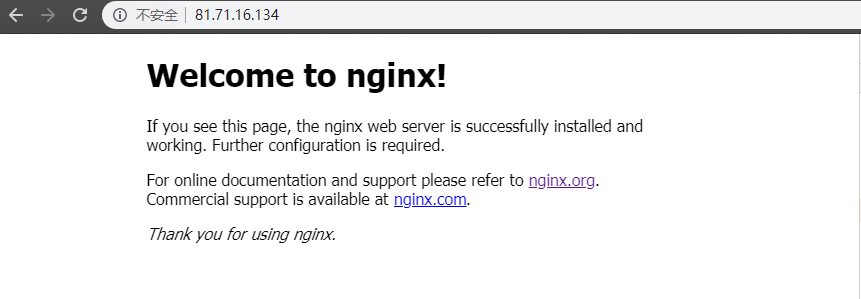 不安全 81.71.16.134
Welcome to nginx!
If you see this page, the nginx web server is successfully installed and
working. Further configuration is required.
For online documentation and support please refer to nginx.org.
Commercial support is available at nginx.com.
Thank you for using nginx.